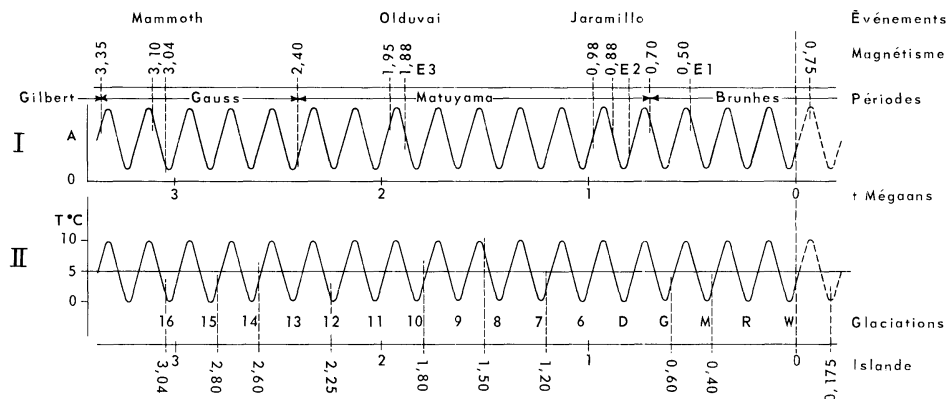 Mammoth Olduvai Jaramillo Événements
3,35 3,10 3,04 2,40 1,95 1,88 E3 0,98 0,88 E2 0,70 0,50 E1 0,75 Magnétisme
Gilbert Gauss Matuyama Brunhes Périodes
I A
0
3 2 1 0 t Mégaans
T°C
II 10
5
0
16 15 14 13 12 11 10 9 8 7 6 D G M R W Glaciations
3 2 1 0
3,04 2,80 2,60 2,25 1,80 1,50 1,20 0,60 0,40 0,175 Islande